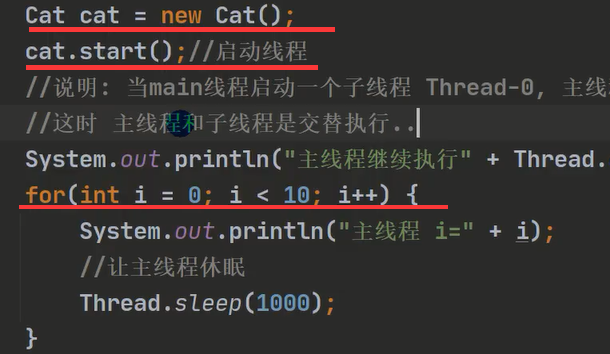 Cat cat = new Cat();
cat.start();//启动线程
//说明: 当main线程启动一个子线程 Thread-0, 主线
//这时 主线程和子线程是交替执行..
System.out.println("主线程继续执行" + Thread.
for(int i = 0; i < 10; i++) {
System.out.println("主线程 i=" + i);
//让主线程休眠
Thread.sleep(1000);
}